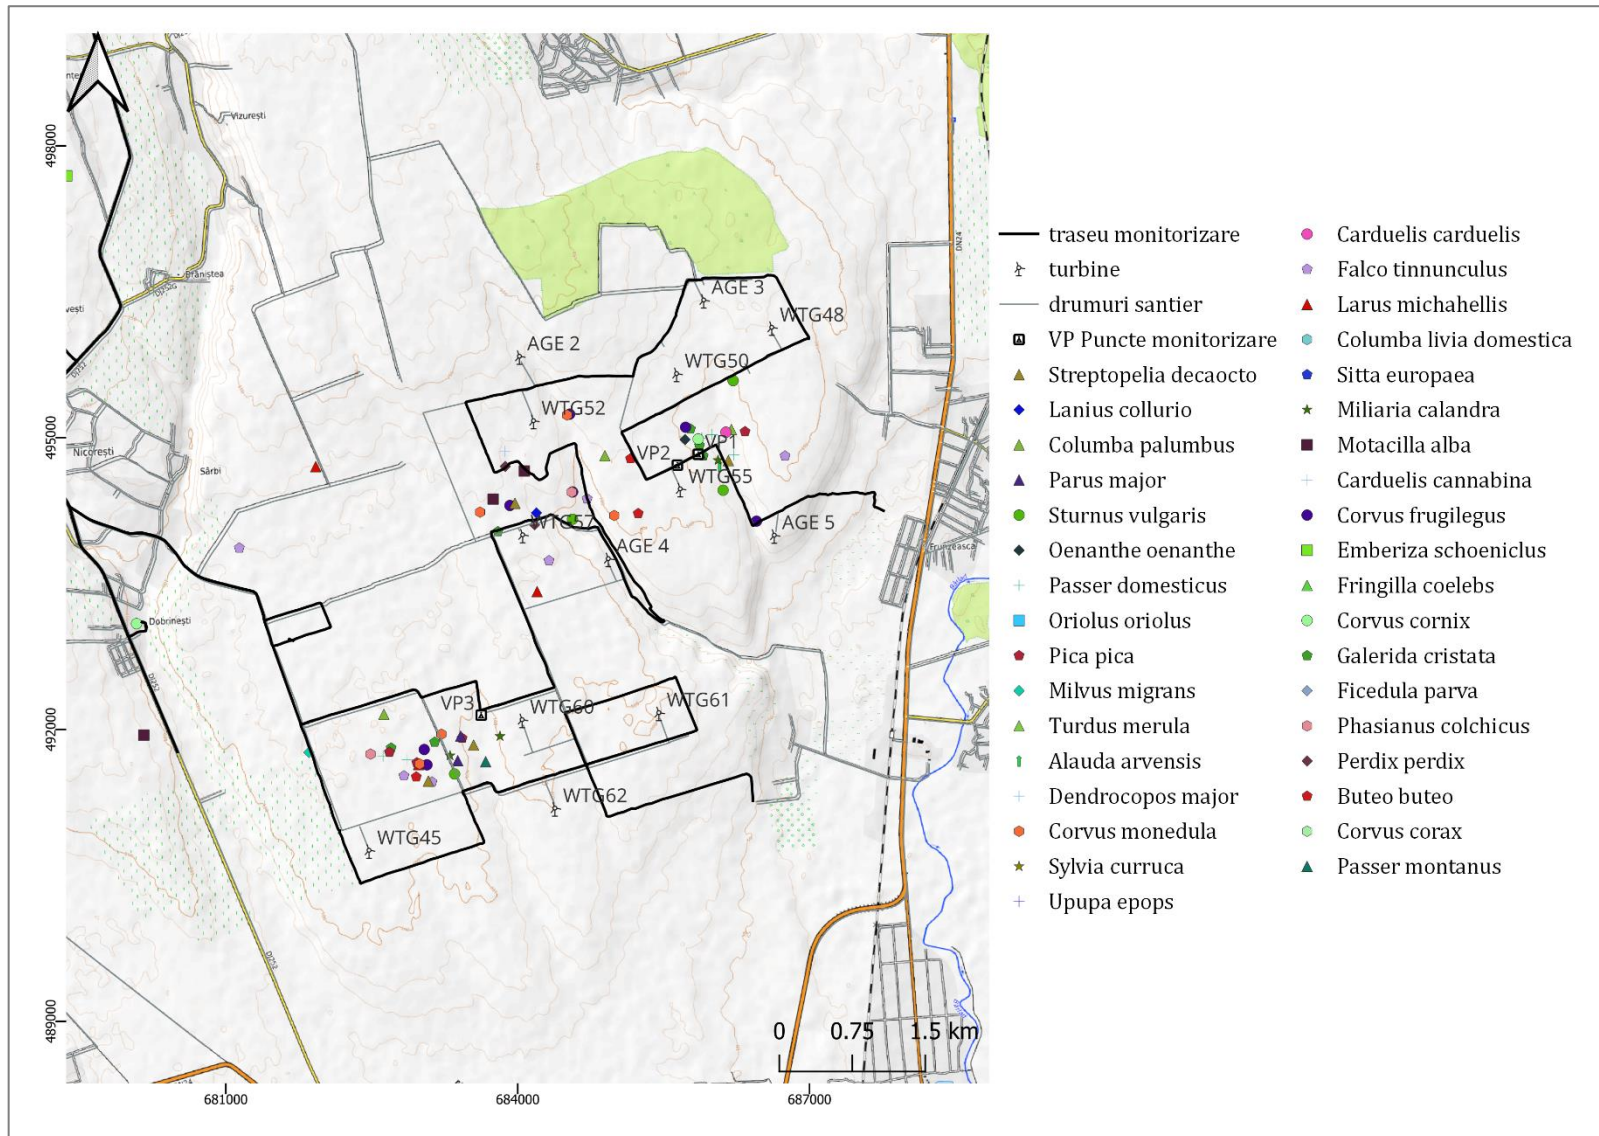 Vizurești
498000
Brăniștea
DJ252G
DN24
AGE 3
WTG48
AGE 2
WTG50
WTG52
495000
Nicorești
Sârbi
VP2
WTG55
AGE 5
WTG57
AGE 4
Frunzeasca
Dobrinești
DJ252
VP3
WTG60
WTG61
492000
WTG62
WTG45
DJ252
489000
0 0.75 1.5 km
681000 684000 687000
traseu monitorizare
turbine
drumuri santier
VP Puncte monitorizare
Streptopelia decaocto
Lanius collurio
Columba palumbus
Parus major
Sturnus vulgaris
Oenanthe oenanthe
Passer domesticus
Oriolus oriolus
Pica pica
Milvus migrans
Turdus merula
Alauda arvensis
Dendrocopos major
Corvus monedula
Sylvia curruca
Upupa epops
Carduelis carduelis
Falco tinnunculus
Larus michahellis
Columba livia domestica
Sitta europaea
Miliaria calandra
Motacilla alba
Carduelis cannabina
Corvus frugilegus
Emberiza schoeniclus
Fringilla coelebs
Corvus cornix
Galerida cristata
Ficedula parva
Phasianus colchicus
Perdix perdix
Buteo buteo
Corvus corax
Passer montanus